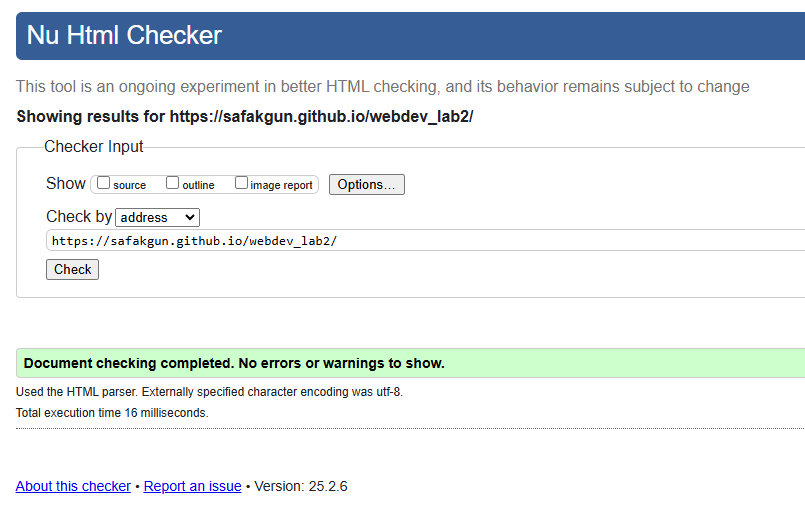 Nu Html Checker
This tool is an ongoing experiment in better HTML checking, and its behavior remains subject to change
Showing results for https://safakgun.github.io/webdev_lab2/
Checker Input
Show source outline image report Options...
Check by address
https://safakgun.github.io/webdev_lab2/
Check
Document checking completed. No errors or warnings to show.
Used the HTML parser. Externally specified character encoding was utf-8.
Total execution time 16 milliseconds.
About this checker • Report an issue • Version: 25.2.6